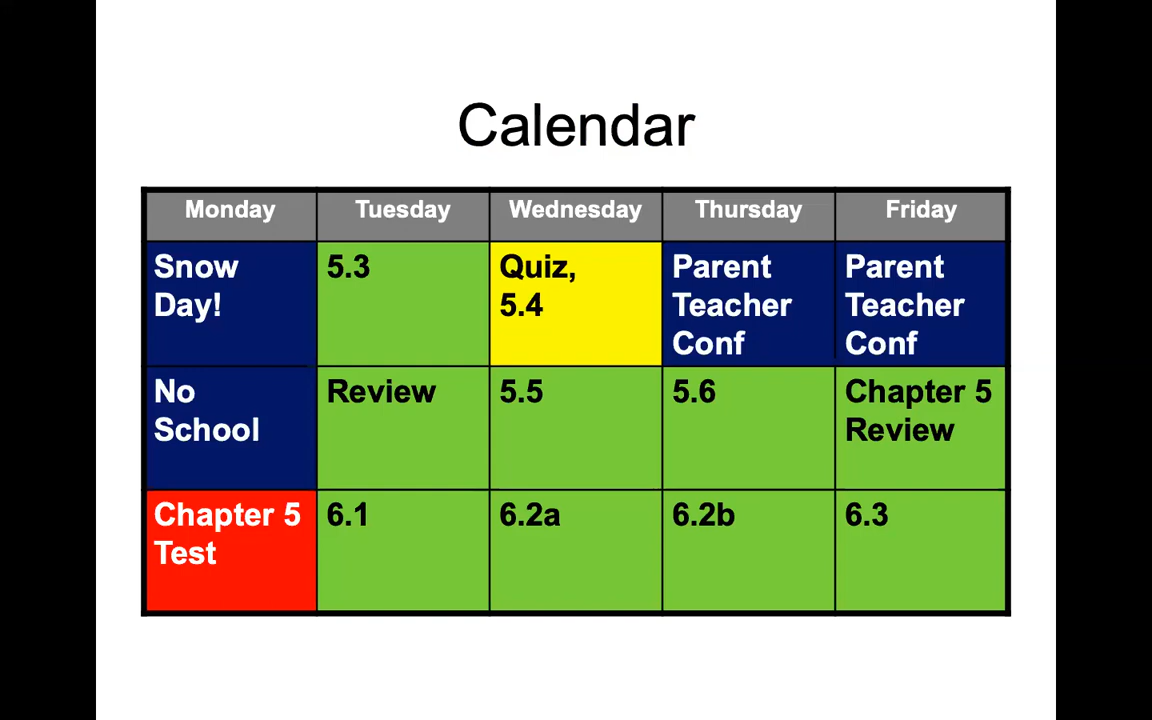 Calendar
Monday Tuesday Wednesday Thursday Friday
Snow
Day!
5.3
Quiz,
5.4
Parent
Teacher
Conf
Parent
Teacher
Conf
No
School
Review
5.5
5.6
Chapter 5
Review
Chapter 5
Test
6.1
6.2a
6.2b
6.3